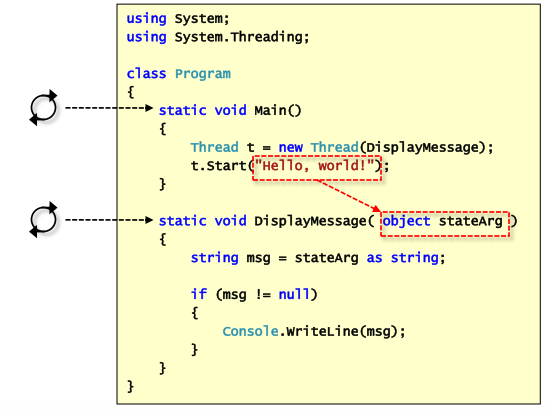 using System;
using System.Threading;
class Program
{
static void Main()
{
Thread t = new Thread(DisplayMessage);
t.Start("Hello, world!");
}
static void DisplayMessage( object stateArg )
{
string msg = stateArg as string;
if (msg != null)
{
Console.WriteLine(msg);
}
}
}